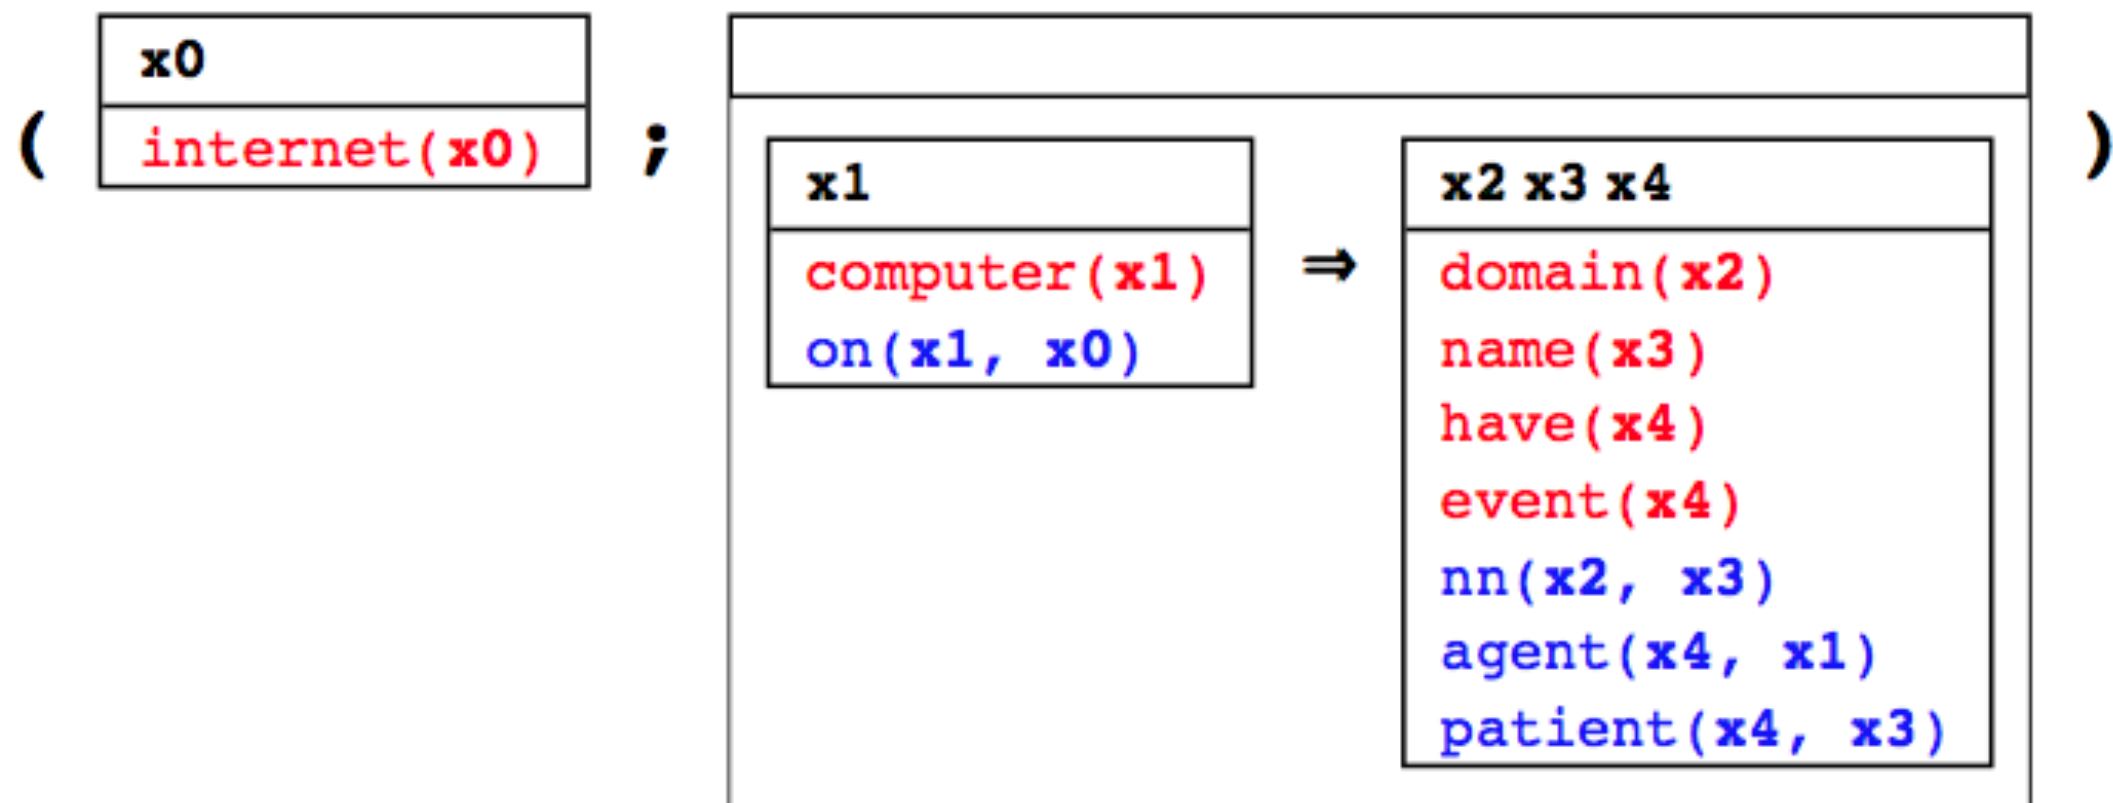 x0
( internet(x0) ; )
x1
computer(x1)
on(x1, x0)
⇒
x2 x3 x4
domain(x2)
name(x3)
have(x4)
event(x4)
nn(x2, x3)
agent(x4, x1)
patient(x4, x3)